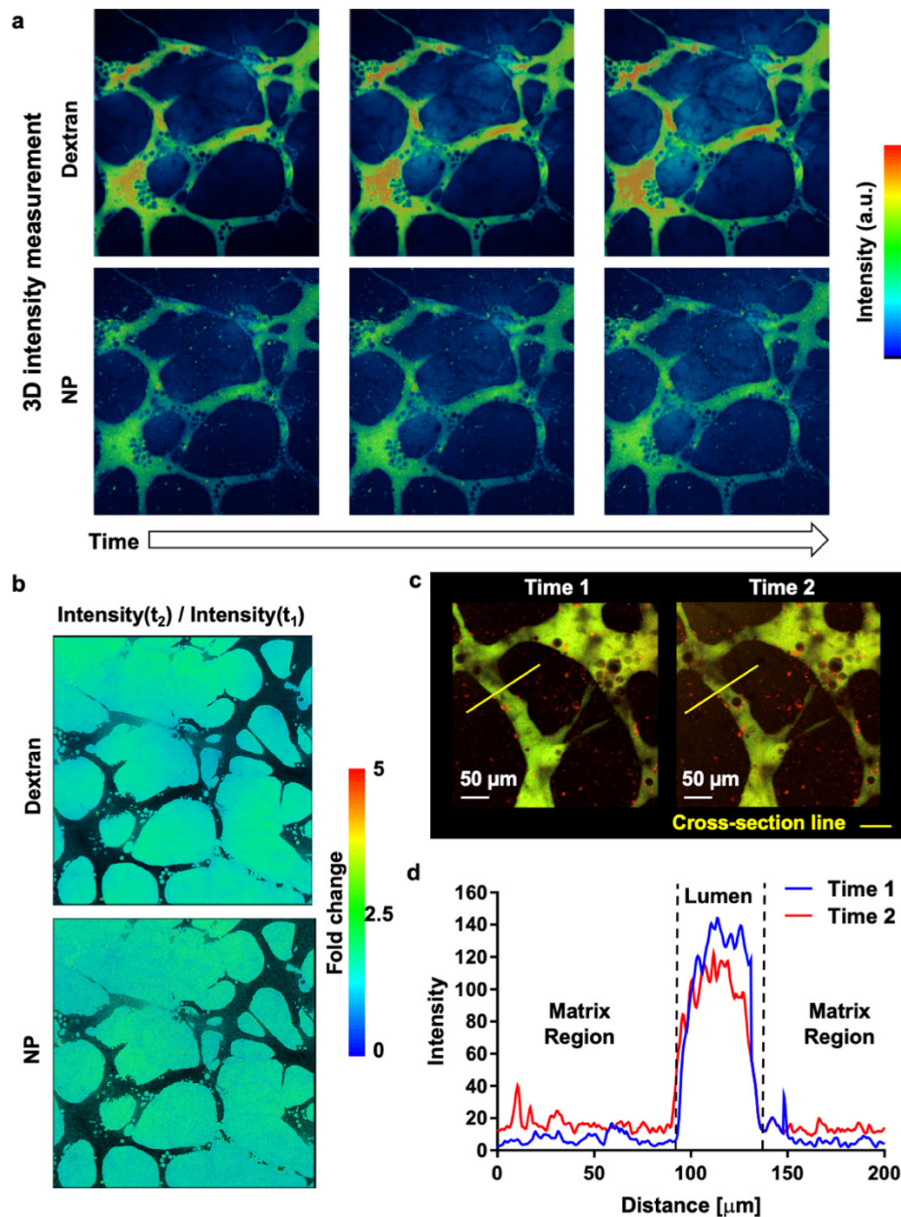 a
3D intensity measurement
Dextran
NP
Intensity (a.u.)
Time
b
Intensity(t₂) / Intensity(t₁)
Dextran
NP
5
2.5
0
Fold change
c
Time 1
Time 2
50 µm
50 µm
Cross-section line
d
160
140
120
100
80
60
40
20
0
Intensity
Lumen
Time 1
Time 2
Matrix
Region
Matrix
Region
0
50
100
150
200
Distance [µm]